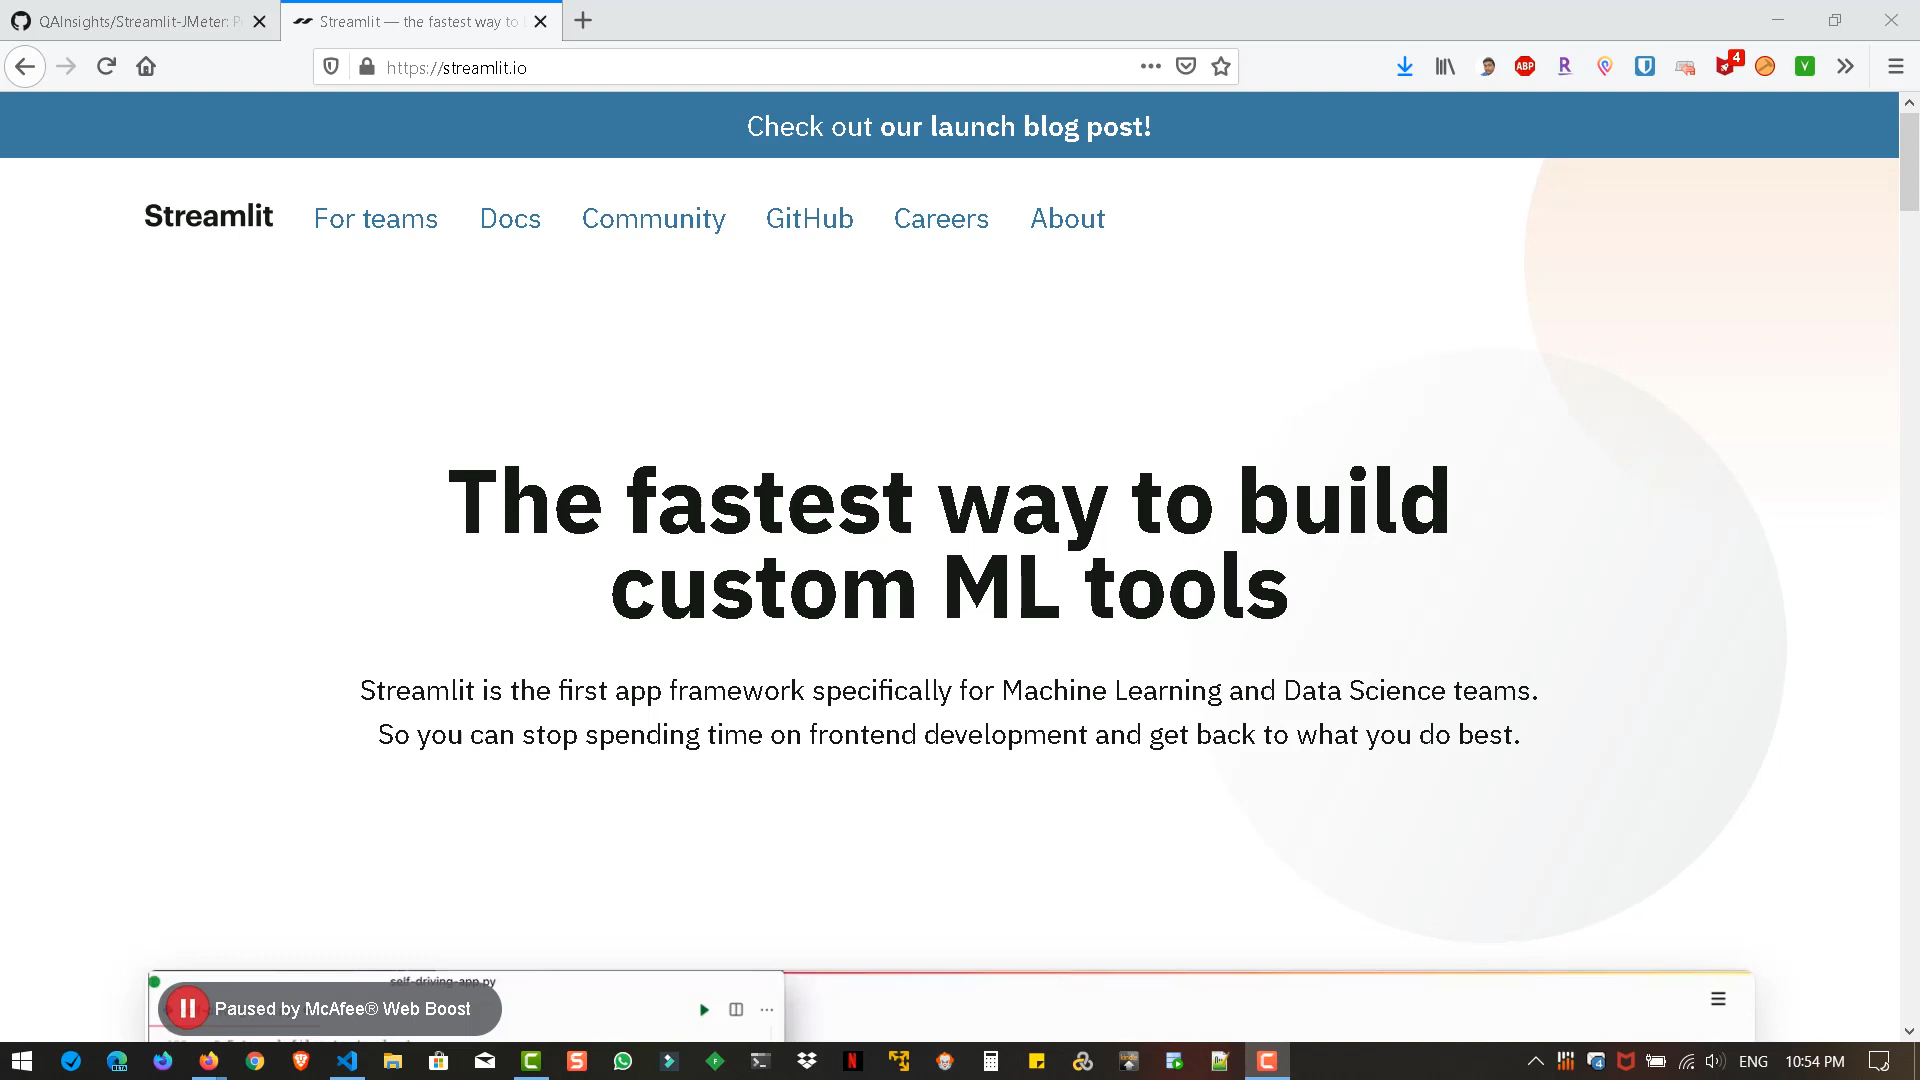 QAInsights/Streamlit-JMeter: P
Streamlit — the fastest way to
https://streamlit.io
ABP
4
Check out our launch blog post!
Streamlit
For teams
Docs
Community
GitHub
Careers
About
The fastest way to build
custom ML tools
Streamlit is the first app framework specifically for Machine Learning and Data Science teams.
So you can stop spending time on frontend development and get back to what you do best.
self-driving-app.py
Paused by McAfee® Web Boost
ENG
10:54 PM